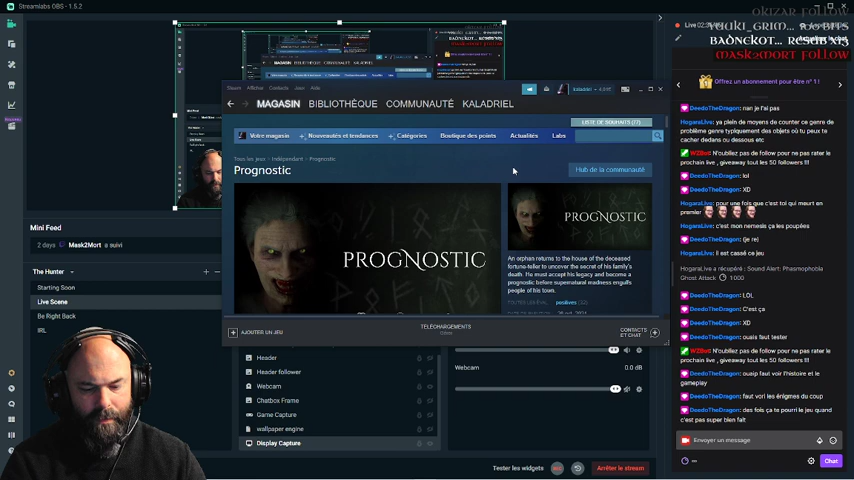 Streamlabs OBS - 1.5.2
Mini Feed
2 days Mask2Mort a suivi
The Hunter
Starting Soon
Live Scene
Be Right Back
IRL
Steam Afficher Contacts Jeux Aide
MAGASIN BIBLIOTHÈQUE COMMUNAUTÉ KALADRIEL
LISTE DE SOUHAITS (77)
Votre magasin Nouveautés et tendances Catégories Boutique des points Actualités Labs
Tous les jeux > Indépendant > Prognostic
Prognostic
Hub de la communauté
PROGNOSTIC
PROGNOSTIC
An orphan returns to the house of the deceased
fortune-teller to uncover the secret of his family's
death. He must accept his legacy and become a
prognostic before supernatural madness engulfs
people of his town.
positives
AJOUTER UN JEU
TÉLÉCHARGEMENTS
CONTACTS
ET CHAT
Header
Header follower
Webcam
Chatbox Frame
Game Capture
wallpaper engine
Display Capture
Webcam
0.0 dB
Tester les widgets
Arrêter le stream
MASK2MORT FOLLOW
Offrez un abonnement pour être n° 1 !
DeedoTheDragon: nan je l'ai pas
HogaraLive: ya plein de moyens de counter ce genre de
problème genre typiquement des objets où tu peux te
cacher dedans ou dessous etc
WZBot: N'oubliez pas de follow pour ne pas rater le
prochain live , giveaway tout les 50 followers !!!
DeedoTheDragon: lol
DeedoTheDragon: XD
HogaraLive: pour une fois que c'est toi qui meurt en
premier
HogaraLive: c'est mon nemesis ça les poupées
DeedoTheDragon: (je re)
HogaraLive: Il est cassé ce jeu
HogaraLive a récupéré : Sound Alert: Phasmophobia
Ghost Attack 1000
DeedoTheDragon: LOL
DeedoTheDragon: C'est ça
DeedoTheDragon: XD
DeedoTheDragon: ouais faut tester
WZBot: N'oubliez pas de follow pour ne pas rater le
prochain live , giveaway tout les 50 followers !!!
DeedoTheDragon: ouaip faut voir l'histoire et le
gameplay
DeedoTheDragon: faut vori les énigmes du coup
DeedoTheDragon: des fois ça te pourri le jeu quand
c'est pas super bien fait
Envoyer un message
Chat